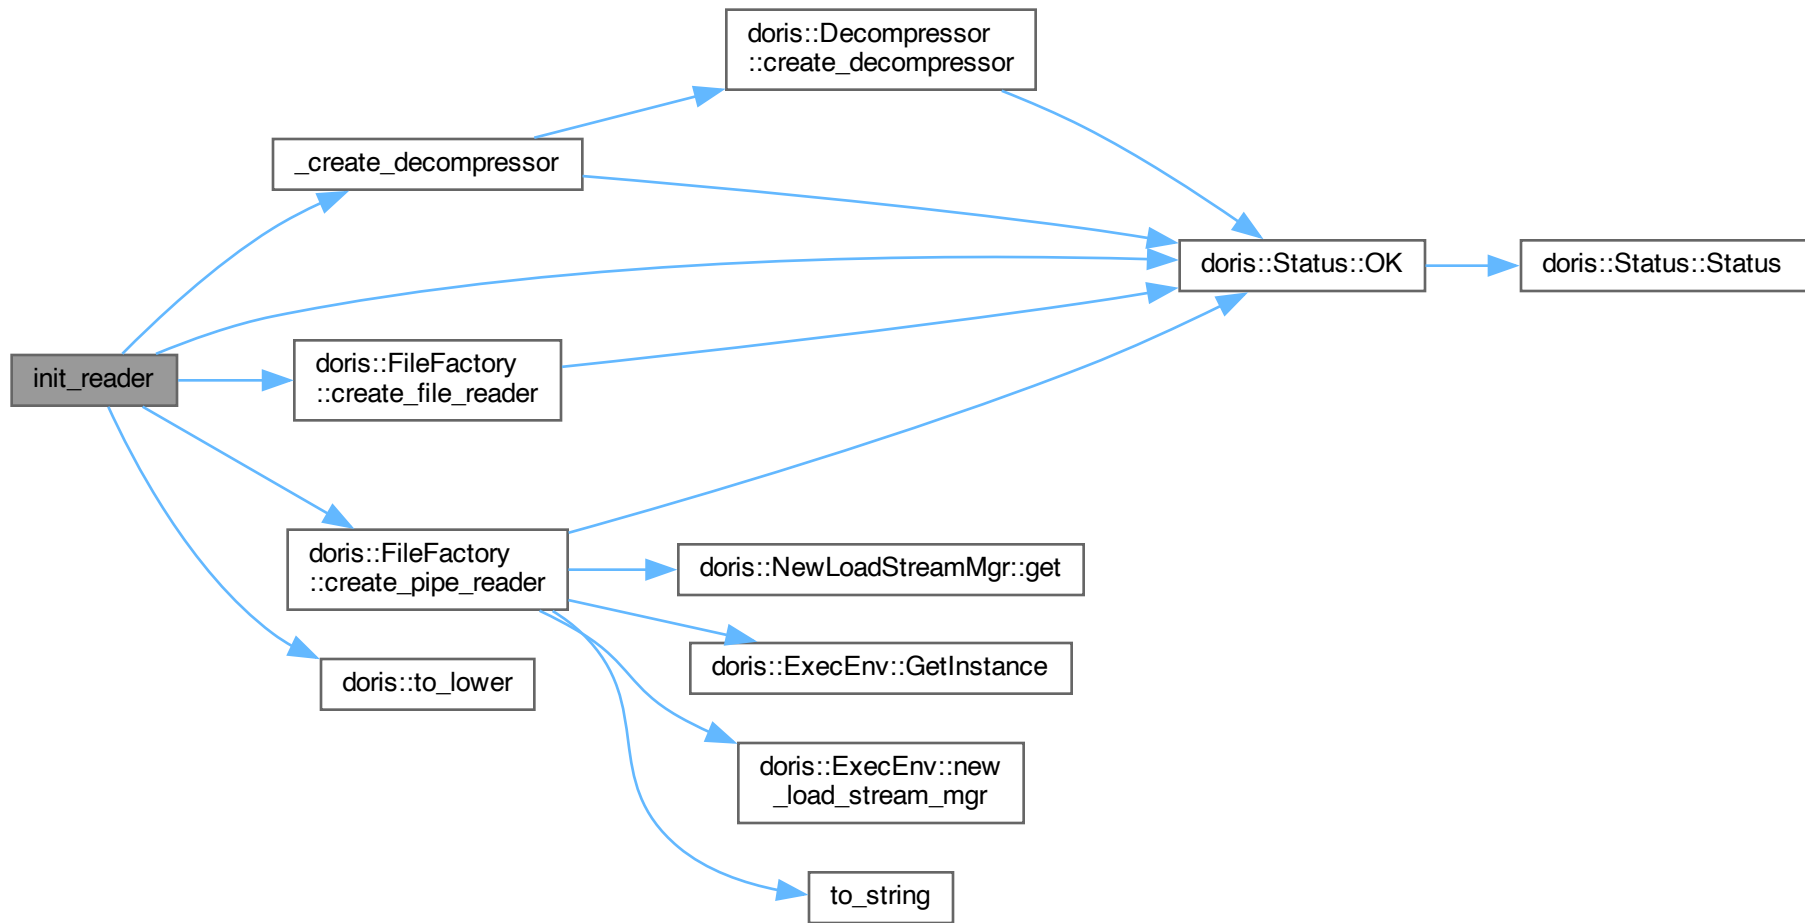 doris::Decompressor
::create_decompressor
_create_decompressor
doris::Status::OK
doris::Status::Status
init_reader
doris::FileFactory
::create_file_reader
doris::FileFactory
::create_pipe_reader
doris::NewLoadStreamMgr::get
doris::ExecEnv::GetInstance
doris::to_lower
doris::ExecEnv::new
_load_stream_mgr
to_string